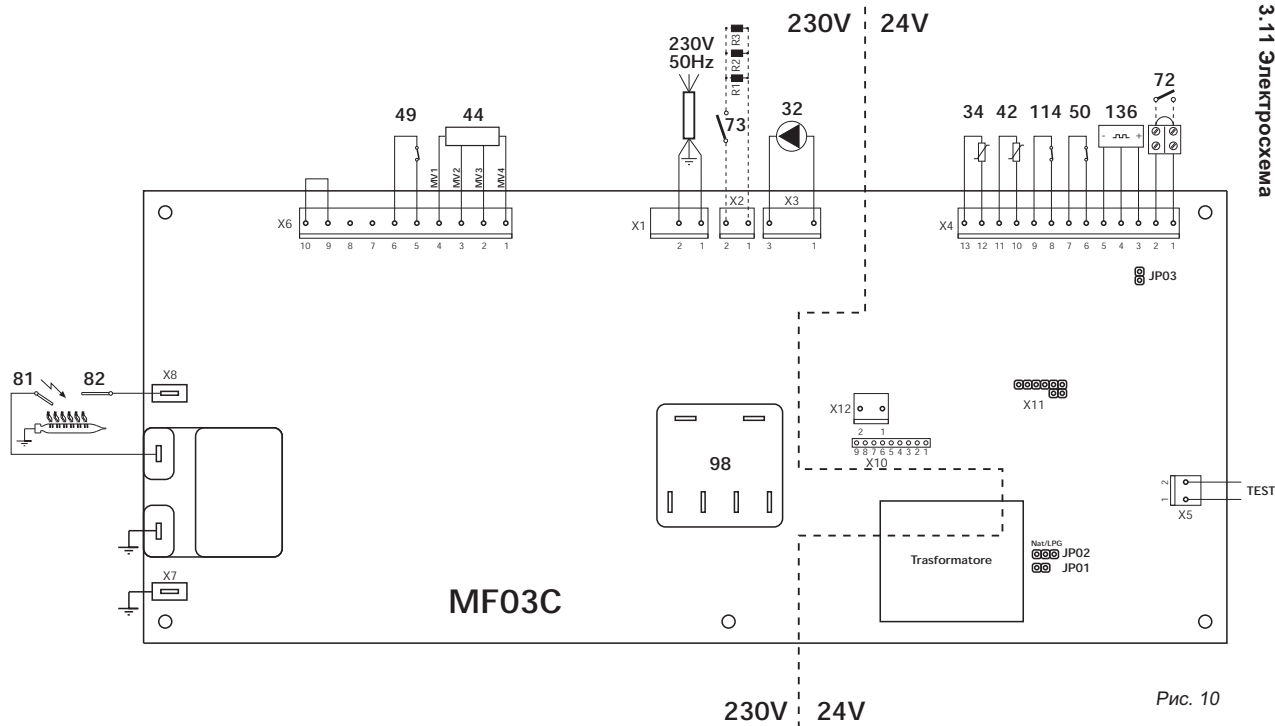 3.11 Электросхема
230V 24V
230V
50Hz
R3
R2
R1
72
49 44 73 32 34 42 114 50 136
- +
MV1 MV2 MV3 MV4
X6 X1 X2 X3 X4
10 9 8 7 6 5 4 3 2 1
2 1
2 1
3 1
13 12 11 10 9 8 7 6 5 4 3 2 1
JP03
81 82 X8
X11
X12
2 1
9 8 7 6 5 4 3 2 1
X10
98
2
1
X5
TEST
Trasformatore
Nat/LPG
JP02
JP01
X7
MF03C
230V 24V
Рис. 10